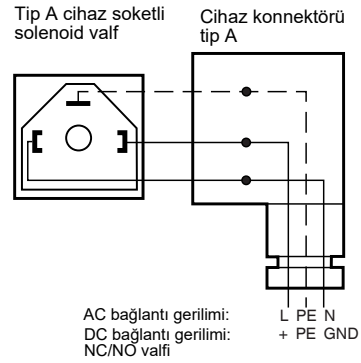 Tip A cihaz soketli
solenoid valf
Cihaz konnektörü
tip A
AC bağlantı gerilimi: L PE N
DC bağlantı gerilimi: + PE GND
NC/NO valfi